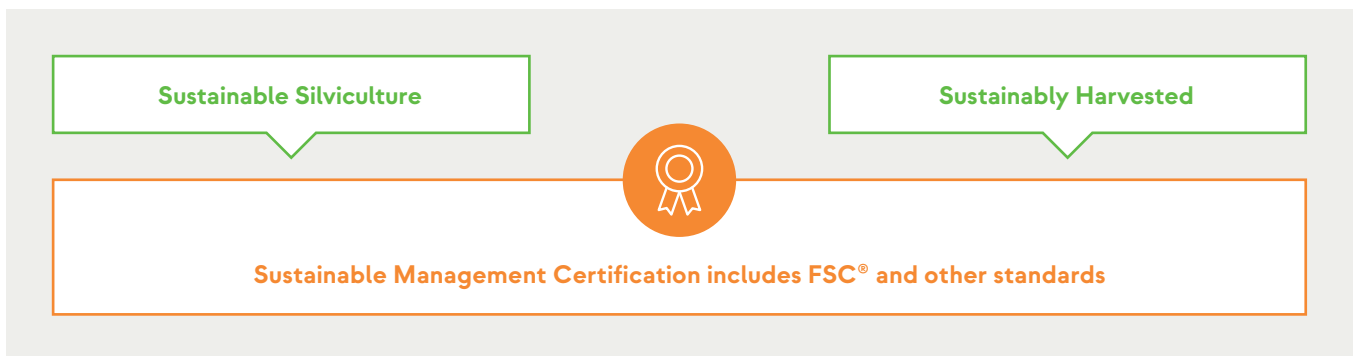 Sustainable Silviculture
Sustainably Harvested
Sustainable Management Certification includes FSC® and other standards